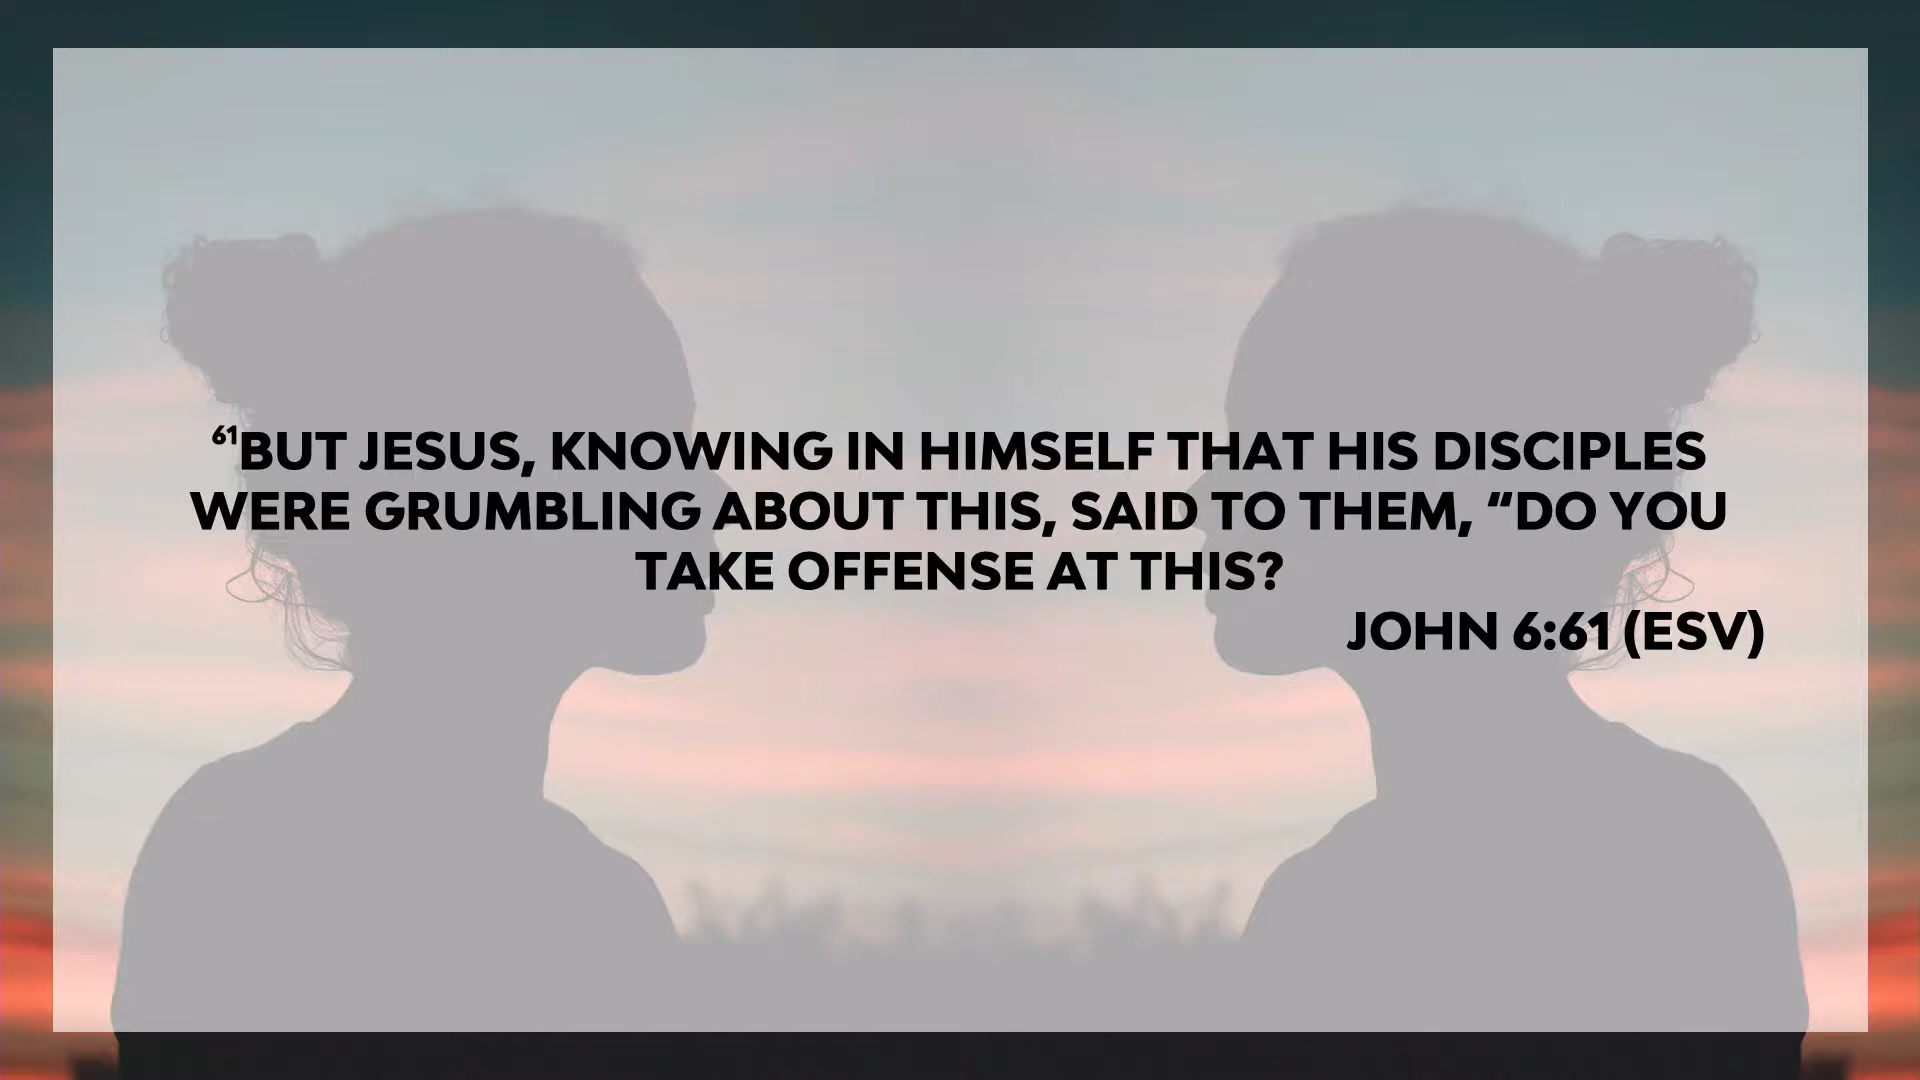 ⁶¹BUT JESUS, KNOWING IN HIMSELF THAT HIS DISCIPLES
WERE GRUMBLING ABOUT THIS, SAID TO THEM, “DO YOU
TAKE OFFENSE AT THIS?
JOHN 6:61 (ESV)